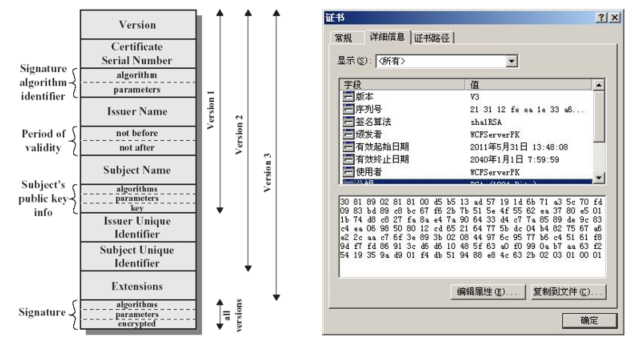 Version
Certificate
Serial Number
Signature
algorithm
identifier
algorithm
parameters
Issuer Name
Period of
validity
not before
not after
Subject Name
Subject's
public key
info
algorithms
parameters
key
Issuer Unique
Identifier
Subject Unique
Identifier
Extensions
Signature
algorithms
parameters
encrypted
Version 1
Version 2
Version 3
all
versions
证书
常规 详细信息 证书路径
显示(S): <所有>
字段 值
版本 V3
序列号 21 31 12 fe ea 1e 33 a6...
签名算法 sha1RSA
颁发者 WCFServerPK
有效起始日期 2011年5月31日 13:48:08
有效终止日期 2040年1月1日 7:59:59
使用者 WCFServerPK
30 81 89 02 81 81 00 d5 b5 13 ad 57 19 1d 6b 71 a3 5c 70 fd
09 83 bd 89 c8 bc 67 f6 2b 7b 51 5e 4f 55 62 ea 37 80 e5 01
1b 74 d8 c8 27 fa 8a e4 7a 90 64 33 d4 c7 7a 85 89 de 9c 83
c4 ea 06 98 50 80 12 cd 65 21 64 77 5b dc 04 b4 82 75 67 a6
e2 2c aa c7 6f 3e 89 3b 02 08 44 97 6c 95 77 b6 c4 51 61 f8
9d f7 fd 86 91 3c d6 d6 10 48 5f 63 a0 f0 99 0a b7 aa 63 f2
54 19 35 9a d9 01 f4 db 51 94 88 e8 4c 63 2b 02 03 01 00 01
编辑属性(E)... 复制到文件(C)...
确定